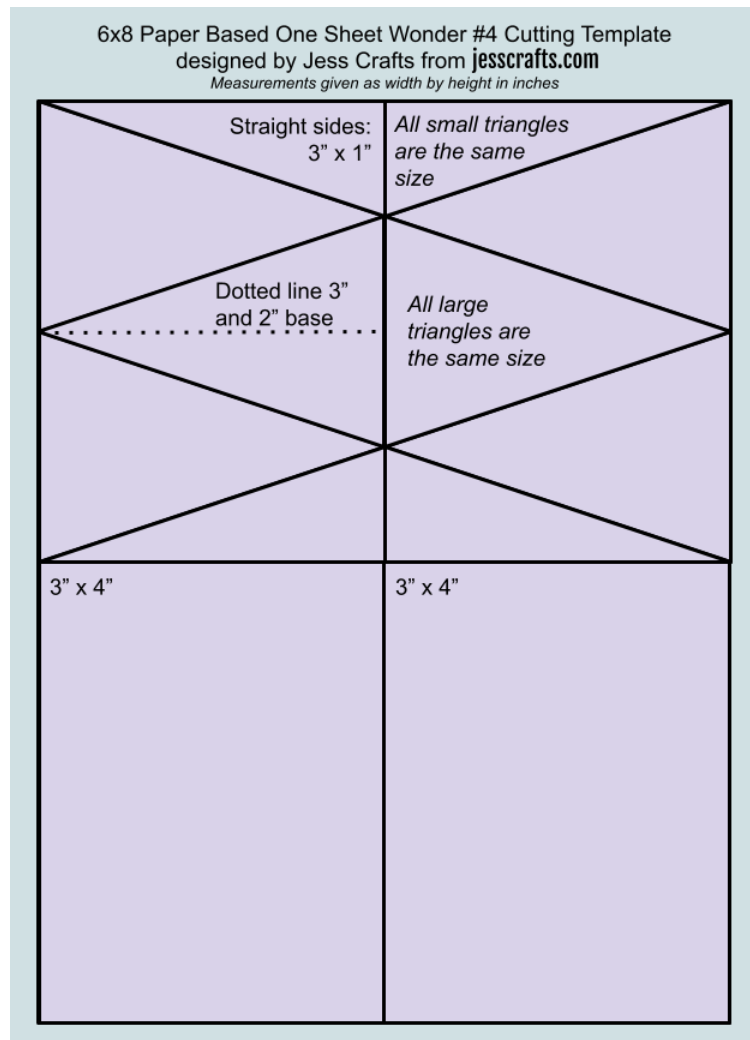 6x8 Paper Based One Sheet Wonder #4 Cutting Template
designed by Jess Crafts from jesscrafts.com
Measurements given as width by height in inches
Straight sides:
3” x 1”
All small triangles
are the same
size
Dotted line 3”
and 2” base
All large
triangles are
the same size
3” x 4”
3” x 4”